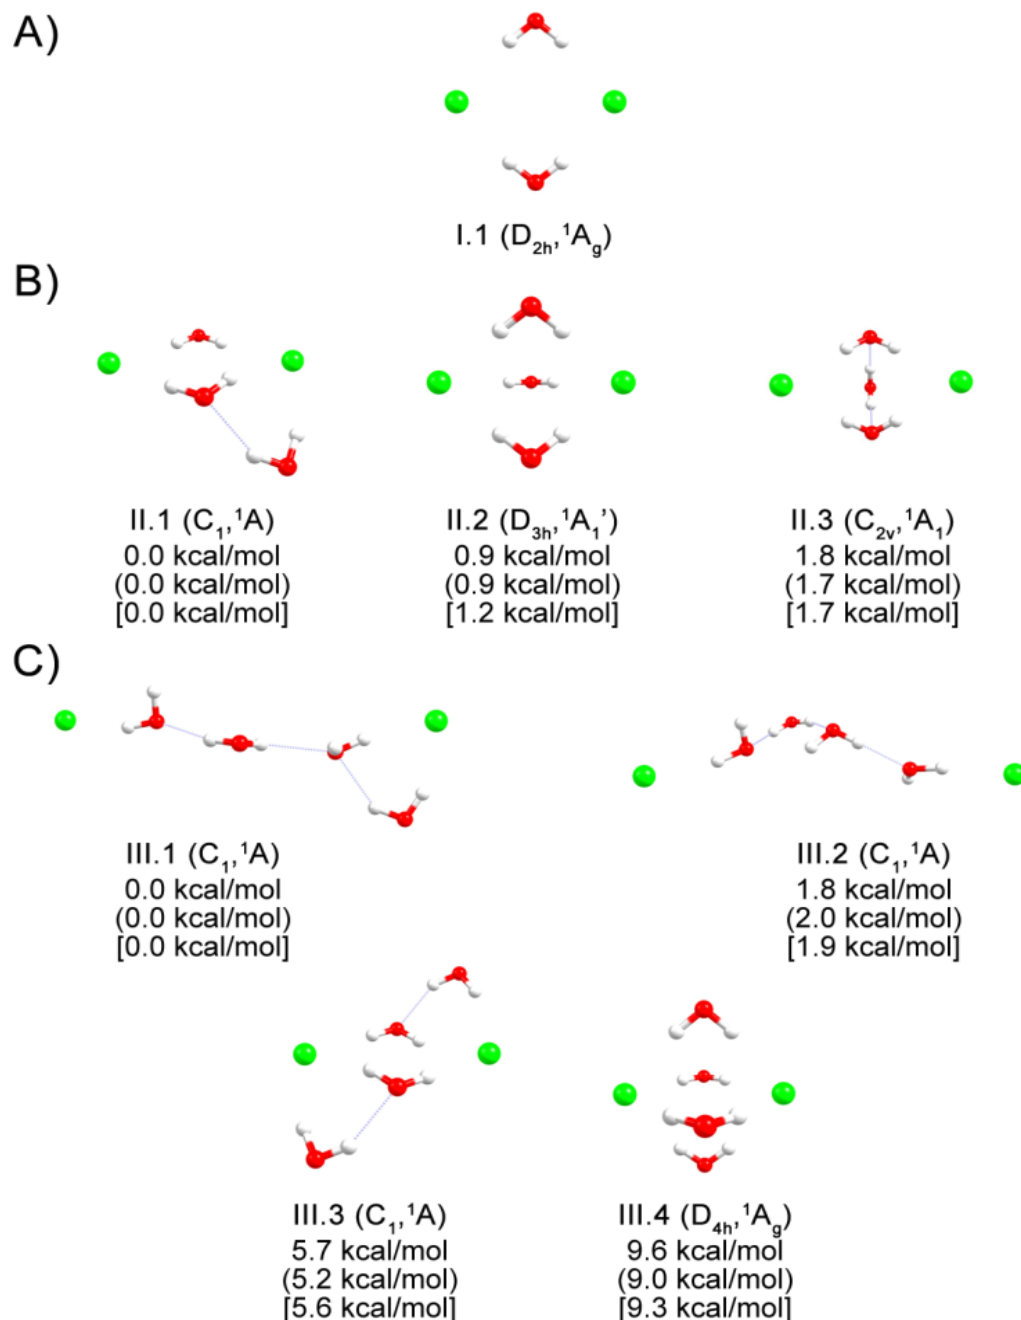 A)
I.1 (D₂ₕ,¹A_g)
B)
II.1 (C₁,¹A)
0.0 kcal/mol
(0.0 kcal/mol)
[0.0 kcal/mol]
II.2 (D₃ₕ,¹A₁’)
0.9 kcal/mol
(0.9 kcal/mol)
[1.2 kcal/mol]
II.3 (C₂ᵥ,¹A₁)
1.8 kcal/mol
(1.7 kcal/mol)
[1.7 kcal/mol]
C)
III.1 (C₁,¹A)
0.0 kcal/mol
(0.0 kcal/mol)
[0.0 kcal/mol]
III.2 (C₁,¹A)
1.8 kcal/mol
(2.0 kcal/mol)
[1.9 kcal/mol]
III.3 (C₁,¹A)
5.7 kcal/mol
(5.2 kcal/mol)
[5.6 kcal/mol]
III.4 (D₄ₕ,¹A_g)
9.6 kcal/mol
(9.0 kcal/mol)
[9.3 kcal/mol]